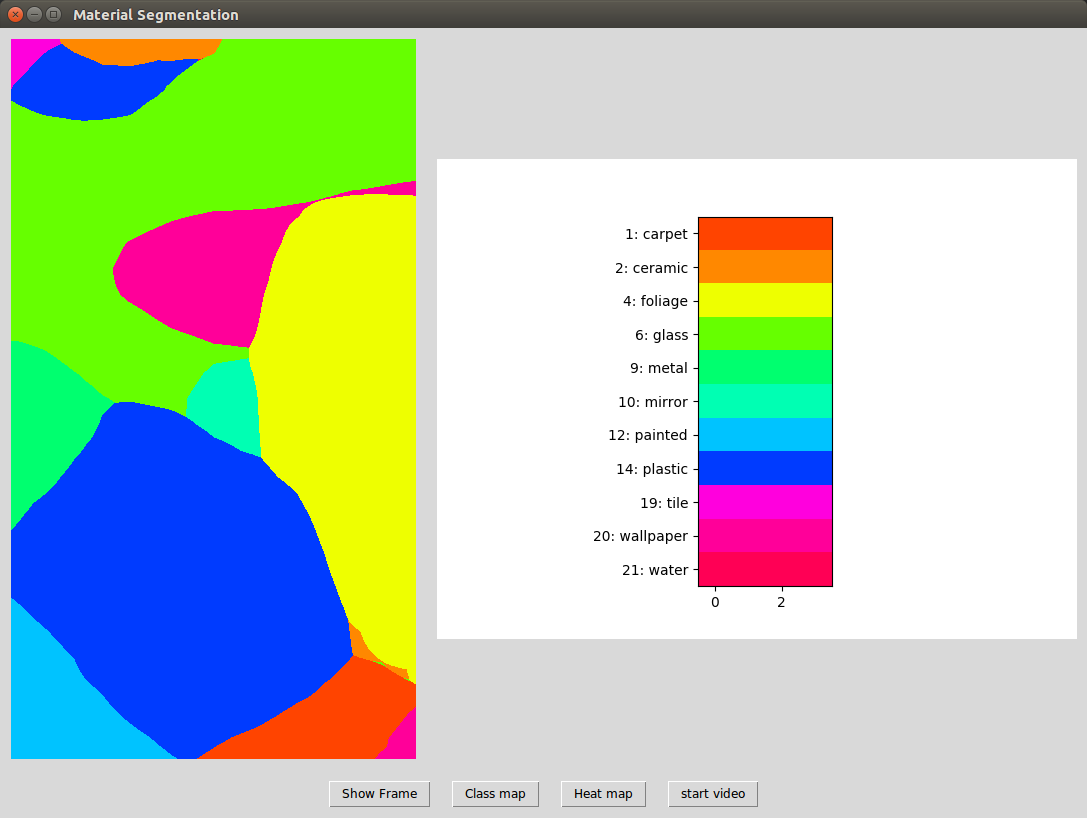 Material Segmentation
1: carpet
2: ceramic
4: foliage
6: glass
9: metal
10: mirror
12: painted
14: plastic
19: tile
20: wallpaper
21: water
0 2
Show Frame Class map Heat map start video